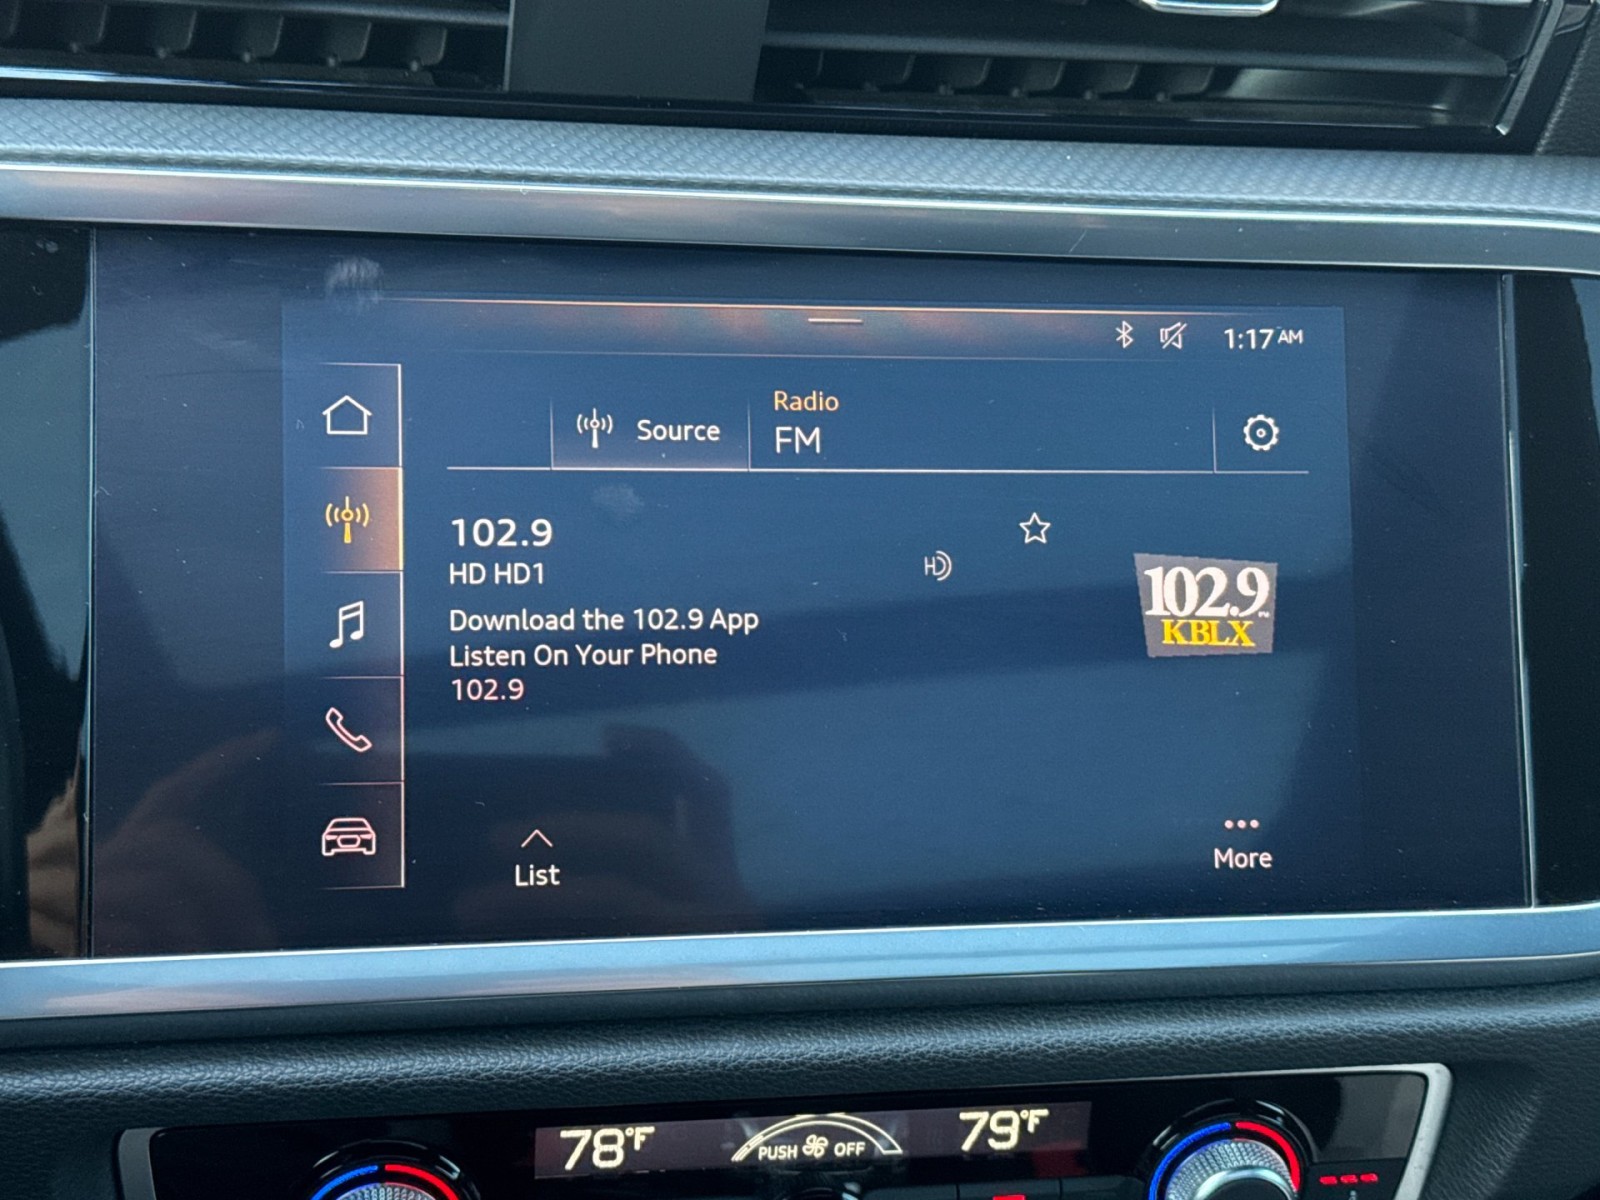 1:17 AM
Source
Radio
FM
102.9
HD HD1
HD
Download the 102.9 App
Listen On Your Phone
102.9
102.9
KBLX
List
More
78°F
PUSH OFF
79°F